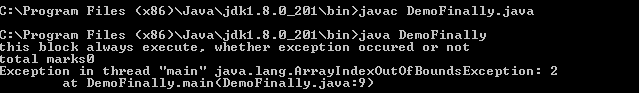 C:\Program Files (x86)\Java\jdk1.8.0_201\bin>javac DemoFinally.java
C:\Program Files (x86)\Java\jdk1.8.0_201\bin>java DemoFinally
this block always execute, whether exception occured or not
total marks0
Exception in thread "main" java.lang.ArrayIndexOutOfBoundsException: 2
at DemoFinally.main(DemoFinally.java:9)